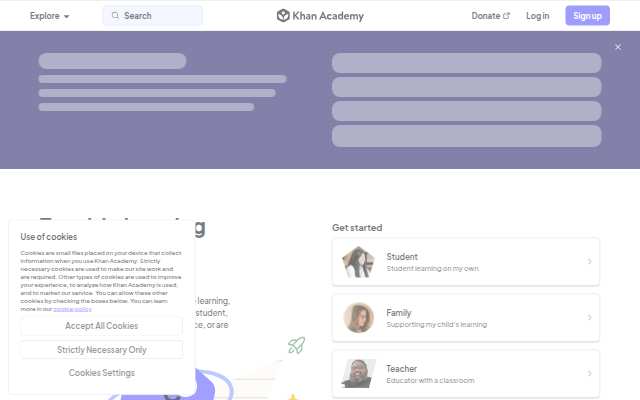 Explore
Search
Khan Academy
Donate
Log in
Sign up
Get started
Use of cookies
Cookies are small files placed on your device that collect
information when you use Khan Academy. Strictly
necessary cookies are used to make our site work and
are required. Other types of cookies are used to improve
your experience, to analyze how Khan Academy is used,
and to market our service. You can allow these other
cookies by checking the boxes below. You can learn
more in our cookie policy
Accept All Cookies
Strictly Necessary Only
Cookies Settings
learning,
student,
or are
Student
Student learning on my own
Family
Supporting my child's learning
Teacher
Educator with a classroom